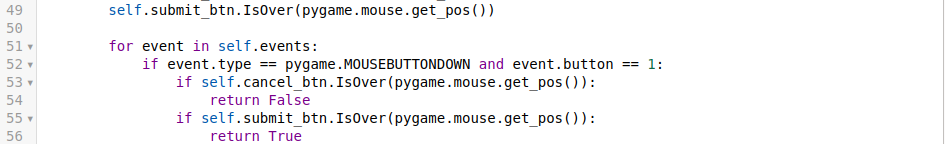 49 self.submit_btn.IsOver(pygame.mouse.get_pos())
50
51 for event in self.events:
52 if event.type == pygame.MOUSEBUTTONDOWN and event.button == 1:
53 if self.cancel_btn.IsOver(pygame.mouse.get_pos()):
54 return False
55 if self.submit_btn.IsOver(pygame.mouse.get_pos()):
56 return True